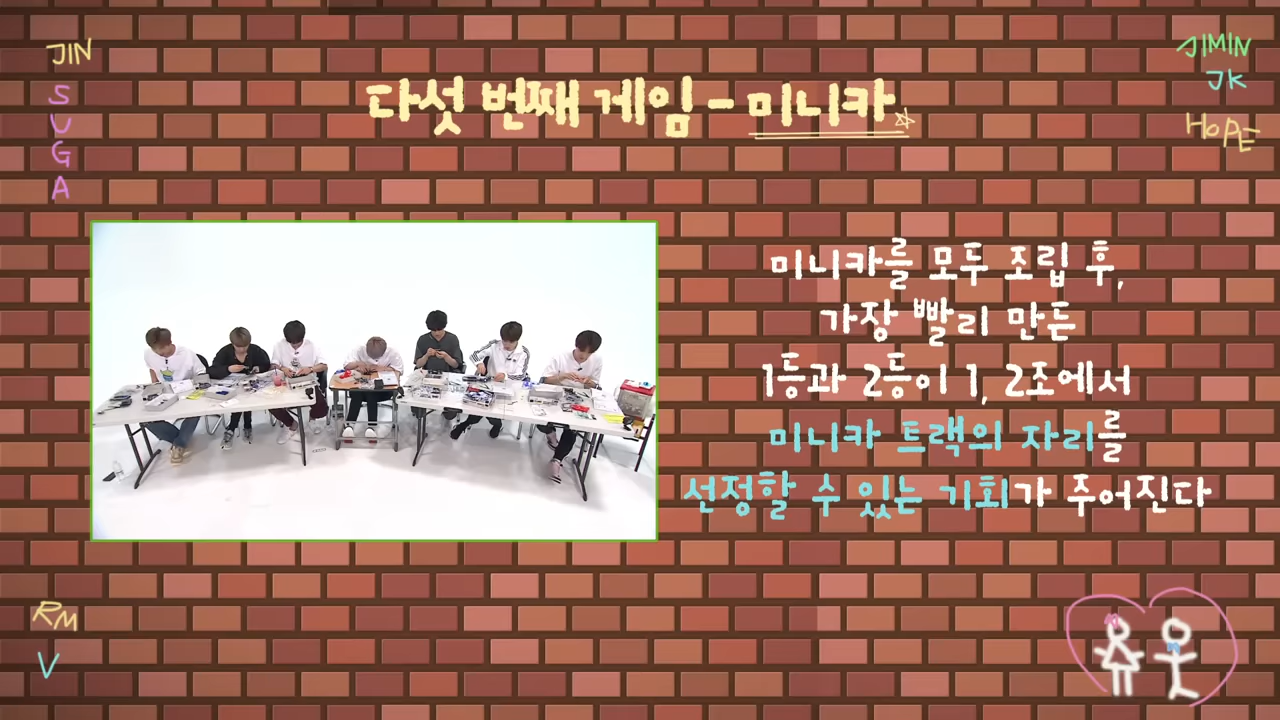 JIN
SUGA
JIMIN
JK
HOPE
다섯 번째 게임 - 미니카
미니카를 모두 조립 후,
가장 빨리 만든
1등과 2등이 1, 2조에서
미니카 트랙의 자리를
선정할 수 있는 기회가 주어진다
RM
V